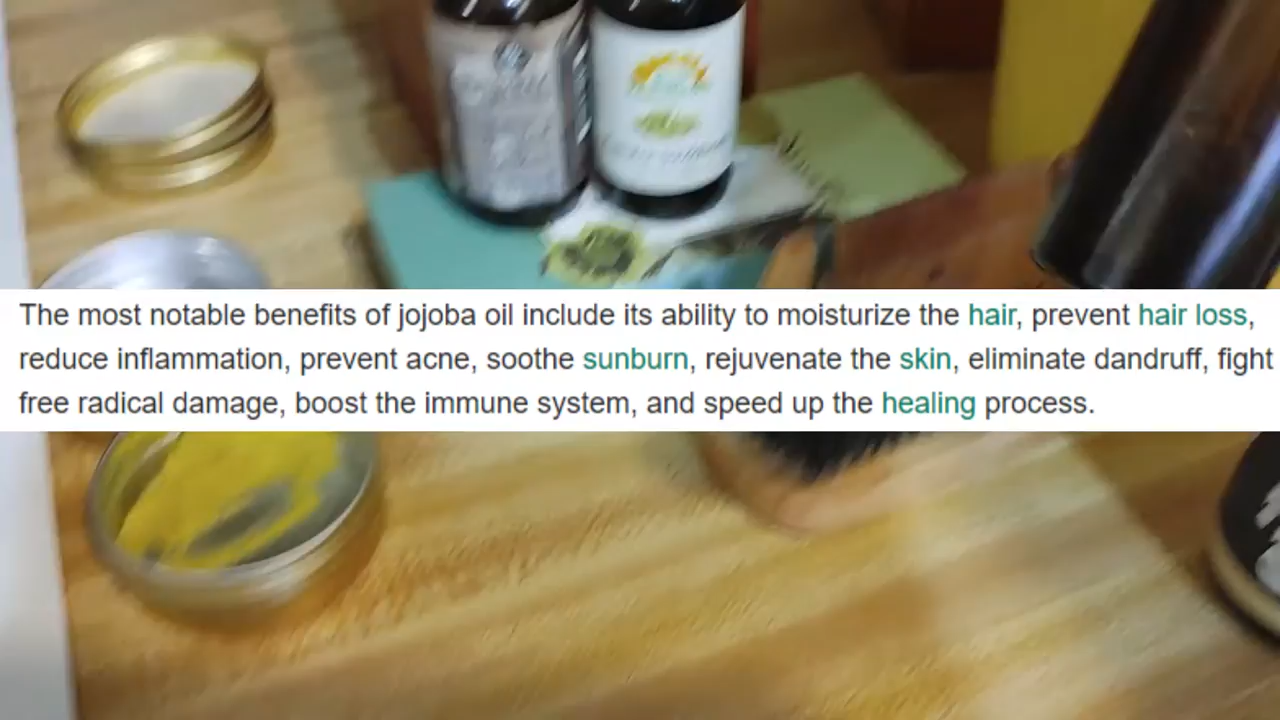 The most notable benefits of jojoba oil include its ability to moisturize the hair, prevent hair loss,
reduce inflammation, prevent acne, soothe sunburn, rejuvenate the skin, eliminate dandruff, fight
free radical damage, boost the immune system, and speed up the healing process.